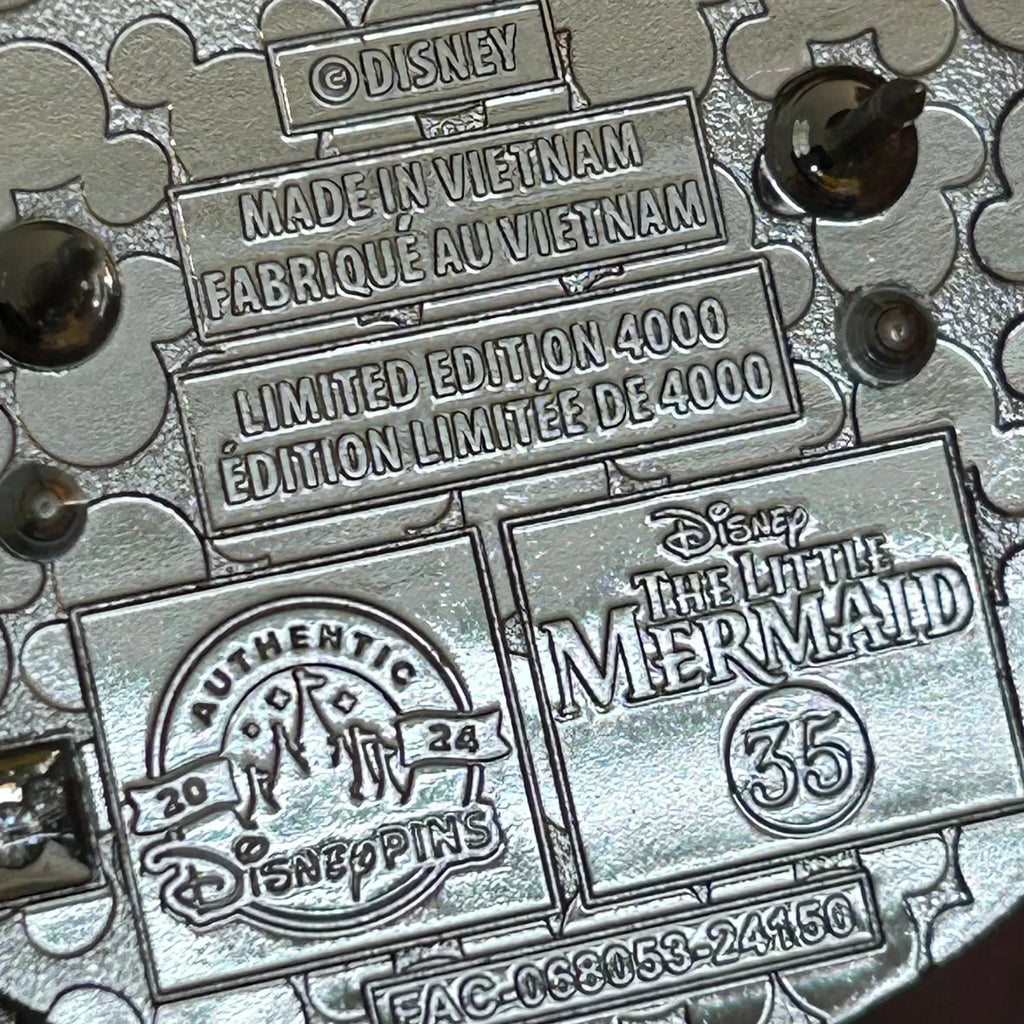 ©DISNEY
MADE IN VIETNAM
FABRIQUÉ AU VIETNAM
LIMITED EDITION 4000
ÉDITION LIMITÉE DE 4000
AUTHENTIC
20 24
Disney PINS
Disney
THE LITTLE
MERMAID
35
FAC-068053-24150